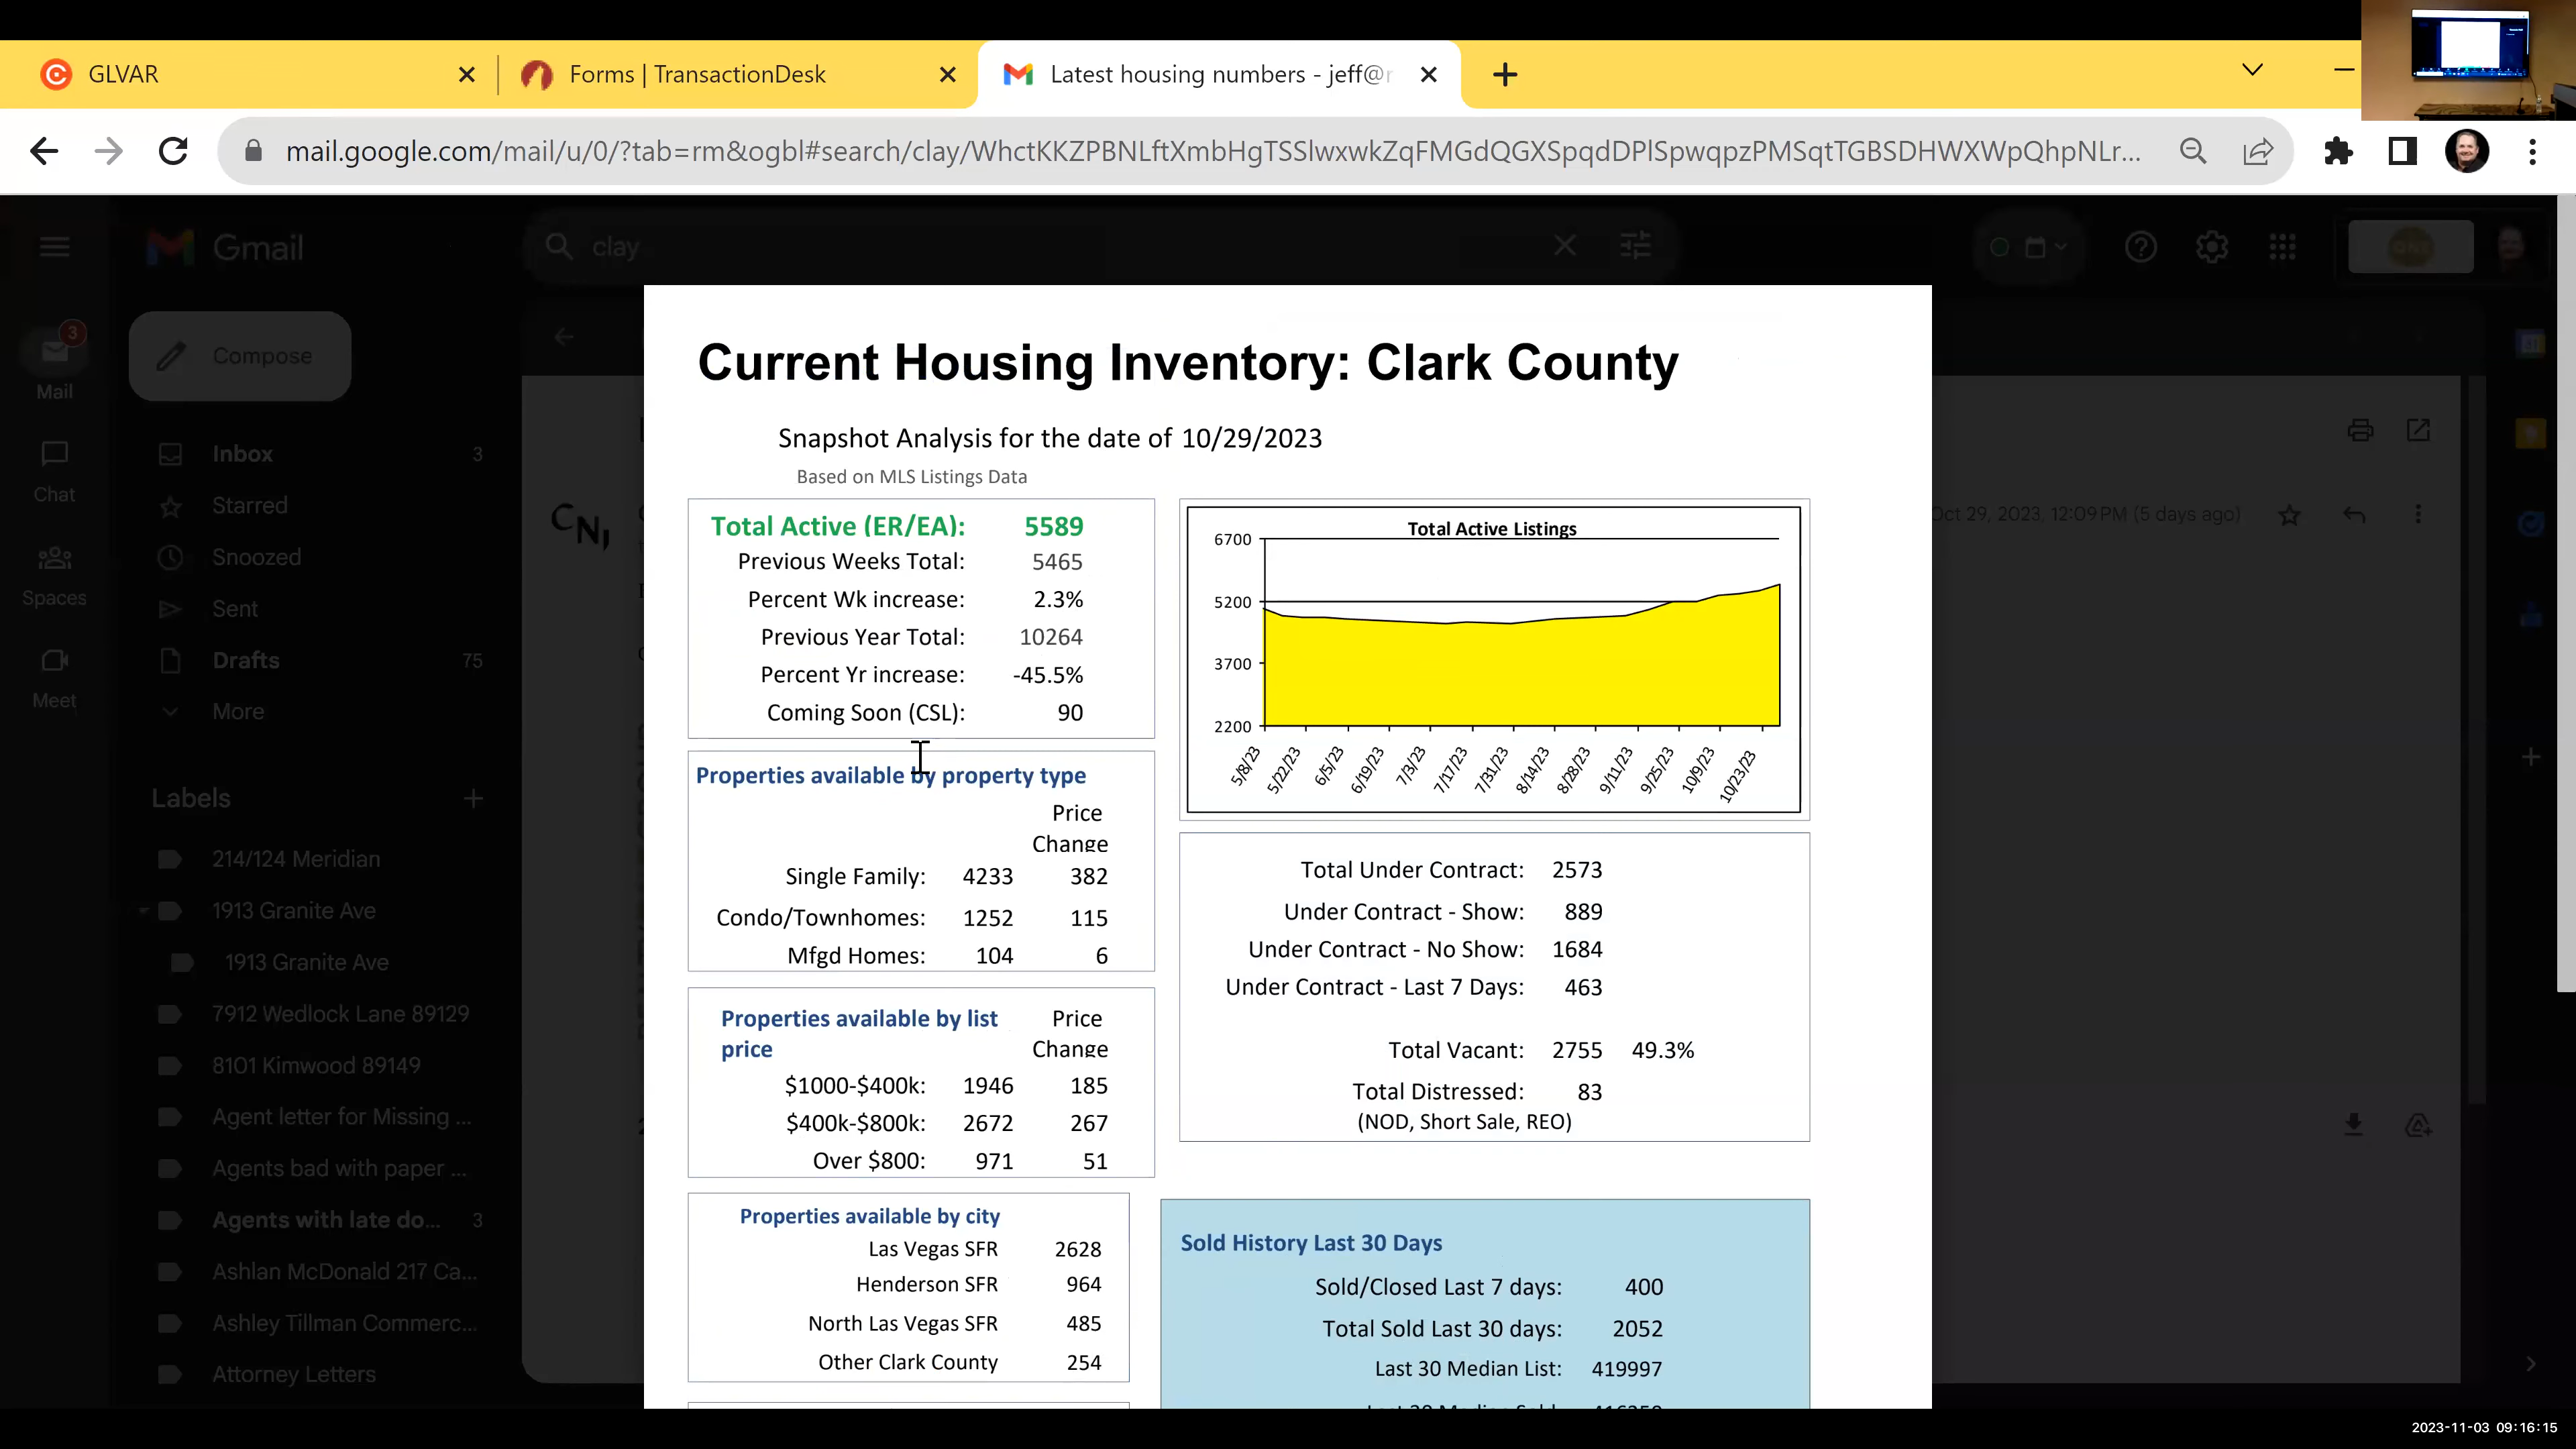 GLVAR
Forms | TransactionDesk
Latest housing numbers - jeff@r
mail.google.com/mail/u/0/?tab=rm&ogbl#search/clay/WhctKKZPBNLftXmbHgTSSlwxwkZqFMGdQGXSpqdDPlSpwqpzPMSqtTGBSDHWXWpQhpNLr...
Gmail
clay
Compose
3
Mail
Chat
Spaces
Meet
Inbox 3
Starred
Snoozed
Sent
Drafts 75
More
Labels
214/124 Meridian
1913 Granite Ave
1913 Granite Ave
7912 Wedlock Lane 89129
8101 Kimwood 89149
Agent letter for Missing ...
Agents bad with paper ...
Agents with late do... 3
Ashlan McDonald 217 Ca...
Ashley Tillman Commerc...
Attorney Letters
Oct 29, 2023, 12:09 PM (5 days ago)
Current Housing Inventory: Clark County
Snapshot Analysis for the date of 10/29/2023
Based on MLS Listings Data
Total Active (ER/EA): 5589
Previous Weeks Total: 5465
Percent Wk increase: 2.3%
Previous Year Total: 10264
Percent Yr increase: -45.5%
Coming Soon (CSL): 90
Properties available by property type
Price
Change
Single Family: 4233 382
Condo/Townhomes: 1252 115
Mfgd Homes: 104 6
Properties available by list Price
price Change
$1000-$400k: 1946 185
$400k-$800k: 2672 267
Over $800: 971 51
Properties available by city
Las Vegas SFR 2628
Henderson SFR 964
North Las Vegas SFR 485
Other Clark County 254
Total Active Listings
6700
5200
3700
2200
5/8/23 5/22/23 6/5/23 6/19/23 7/3/23 7/17/23 7/31/23 8/14/23 8/28/23 9/11/23 9/25/23 10/9/23 10/23/23
Total Under Contract: 2573
Under Contract - Show: 889
Under Contract - No Show: 1684
Under Contract - Last 7 Days: 463
Total Vacant: 2755 49.3%
Total Distressed: 83
(NOD, Short Sale, REO)
Sold History Last 30 Days
Sold/Closed Last 7 days: 400
Total Sold Last 30 days: 2052
Last 30 Median List: 419997
2023-11-03 09:16:15